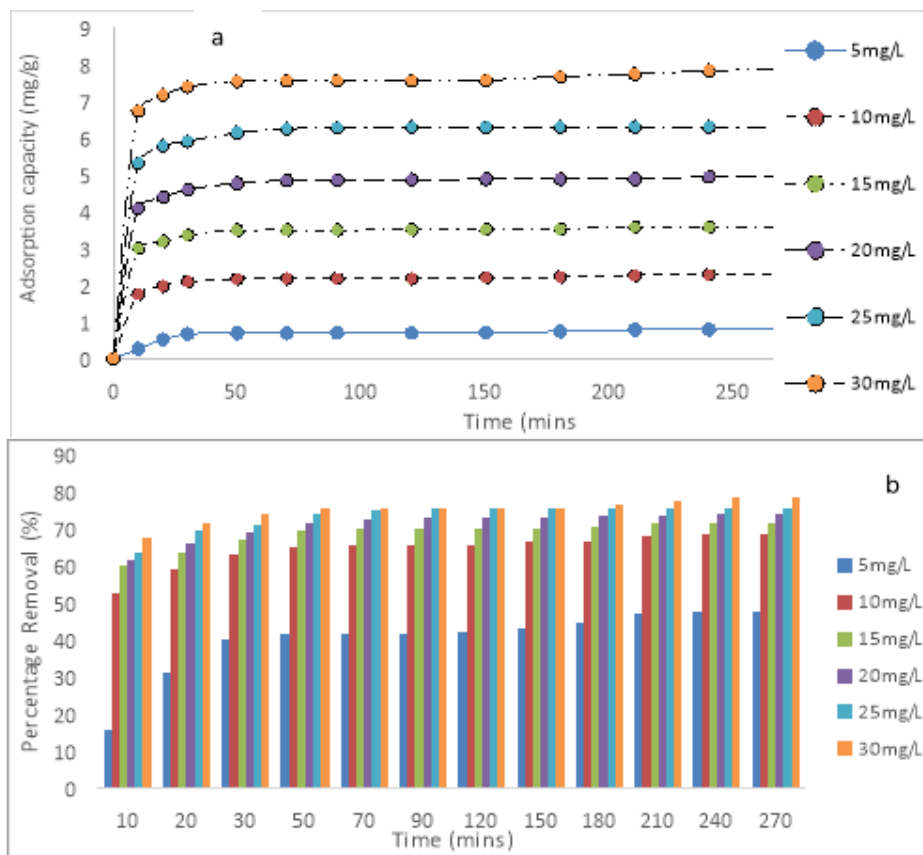 a
Adsorption capacity (mg/g)
9
8
7
6
5
4
3
2
1
0
0 50 100 150 200 250
Time (mins
5mg/L
10mg/L
15mg/L
20mg/L
25mg/L
30mg/L
b
Percentage Removal (%)
90
80
70
60
50
40
30
20
10
0
10 20 30 50 70 90 120 150 180 210 240 270
Time (mins)
5mg/L
10mg/L
15mg/L
20mg/L
25mg/L
30mg/L